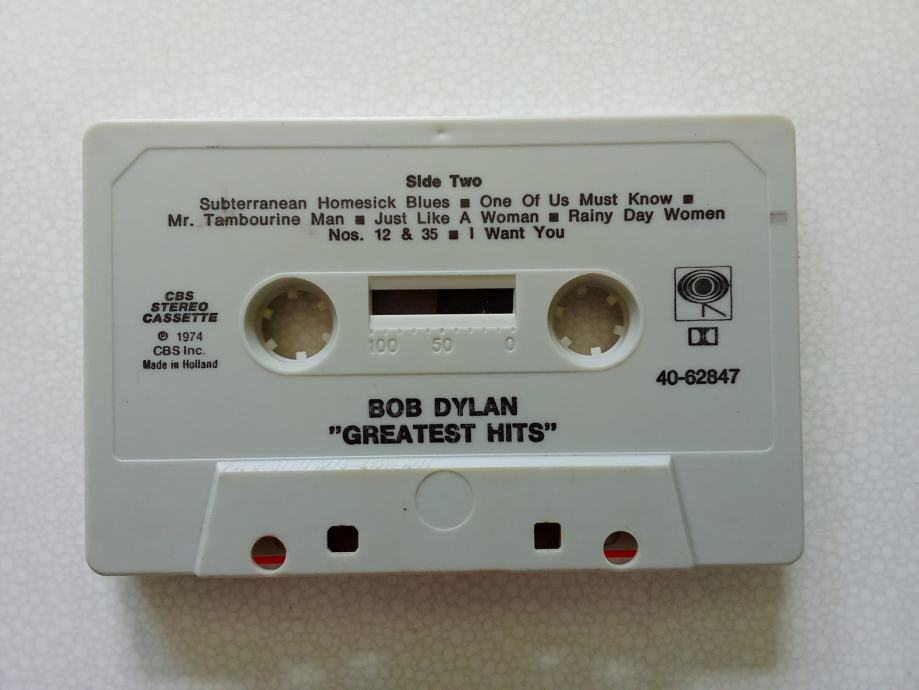 Side Two
Subterranean Homesick Blues ■ One Of Us Must Know ■
Mr. Tambourine Man ■ Just Like A Woman ■ Rainy Day Women
Nos. 12 & 35 ■ I Want You
CBS
STEREO
CASSETTE
℗ 1974
CBS Inc.
Made in Holland
100 50 0
40-62847
BOB DYLAN
"GREATEST HITS"